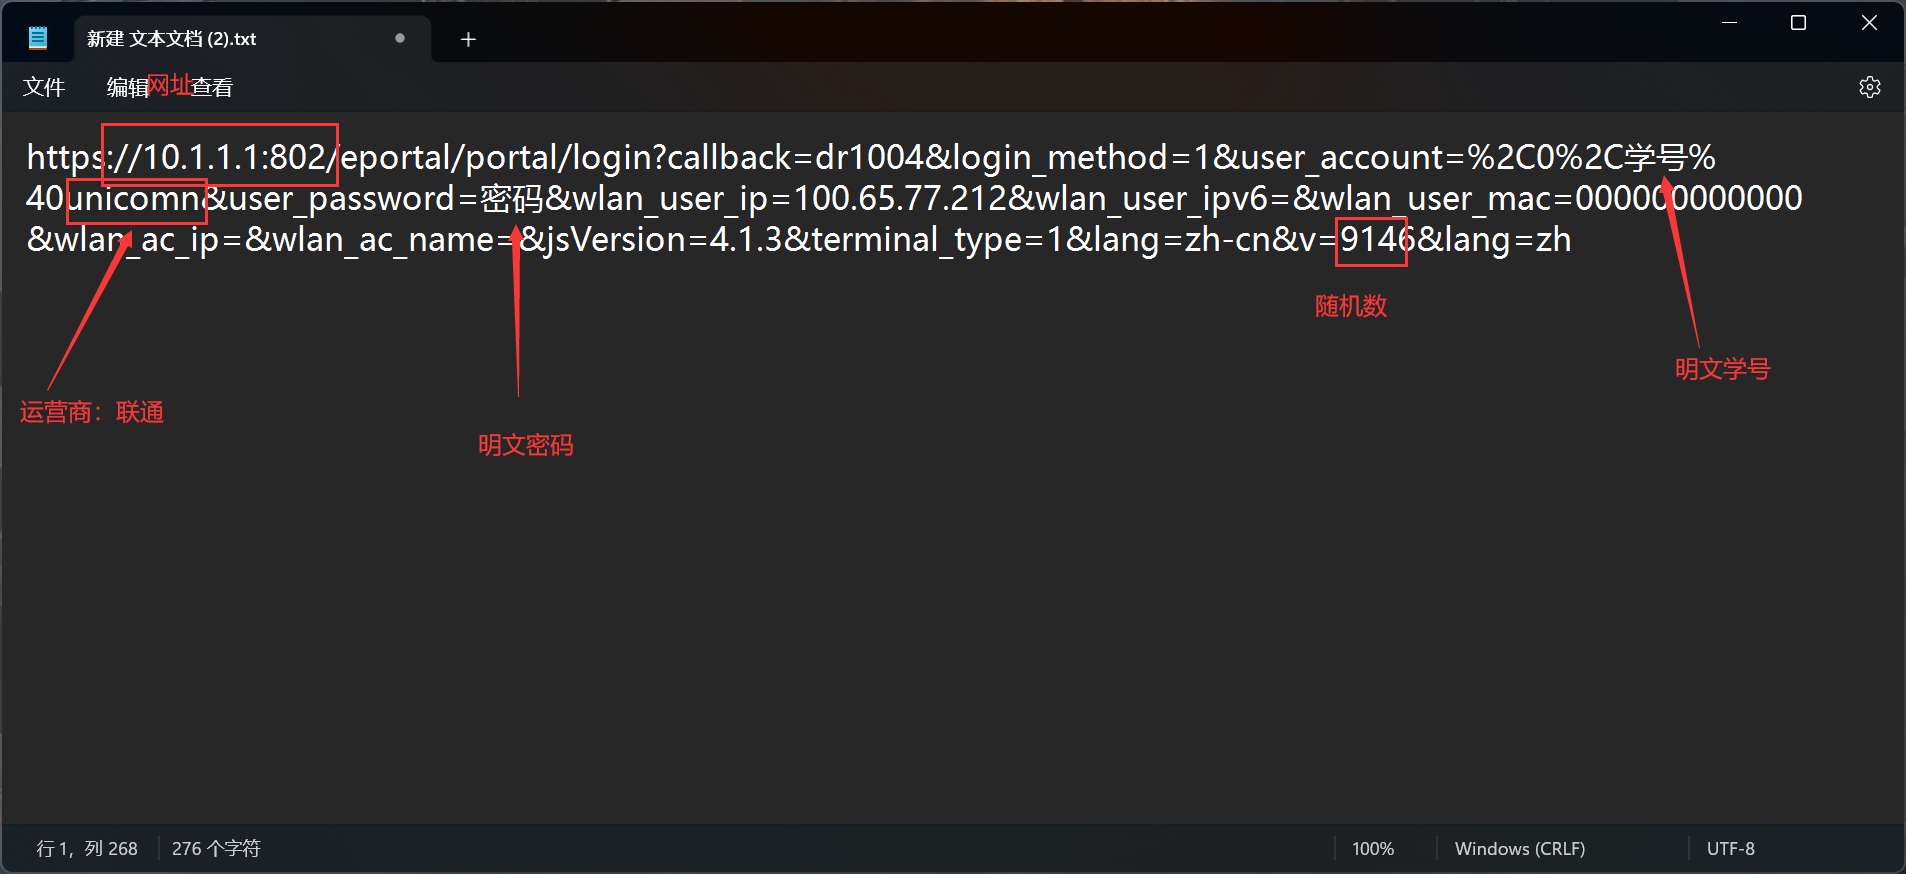 新建 文本文档 (2).txt
文件 编辑 网址 查看
https://10.1.1.1:802/eportal/portal/login?callback=dr1004&login_method=1&user_account=%2C0%2C学号%
40unicomn&user_password=密码&wlan_user_ip=100.65.77.212&wlan_user_ipv6=&wlan_user_mac=000000000000
&wlan_ac_ip=&wlan_ac_name=&jsVersion=4.1.3&terminal_type=1&lang=zh-cn&v=9146&lang=zh
随机数
明文学号
运营商：联通
明文密码
行 1，列 268 276 个字符 100% Windows (CRLF) UTF-8